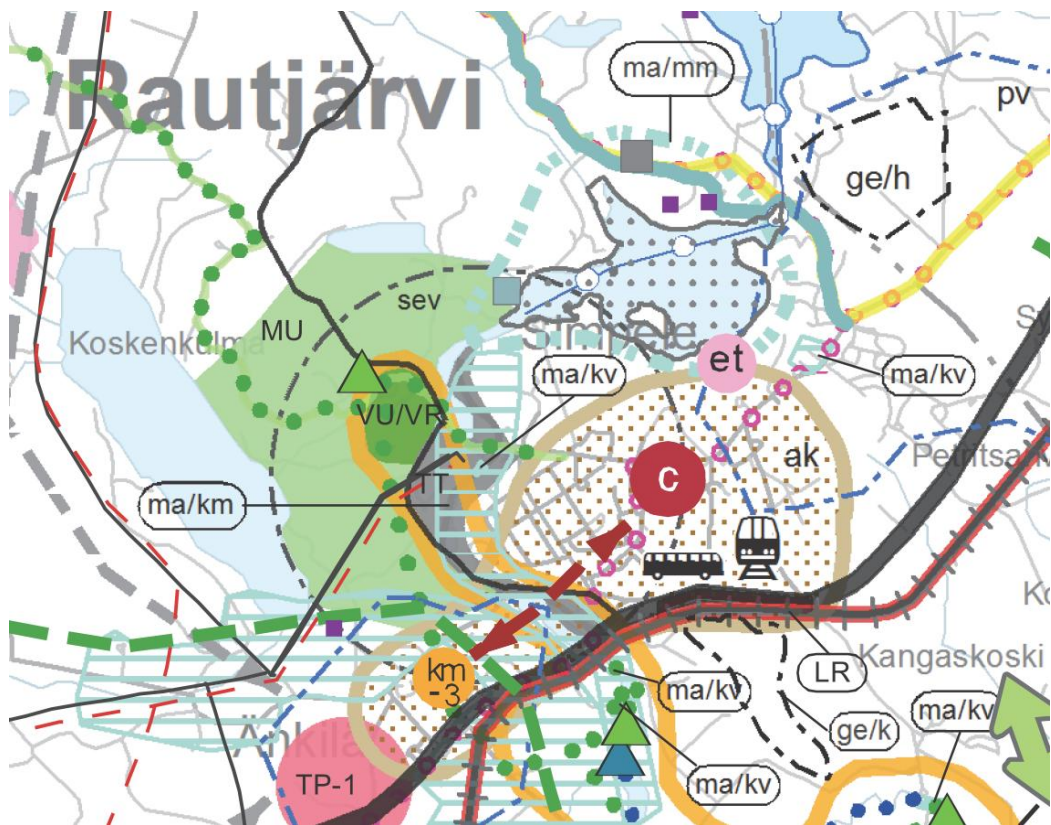 ma/mm
pv
Rautjärvi
ge/h
sev
MU
Koskenkulma
Simpele
et
ma/kv
ma/kv
VU/VR
c
ak
TT
ma/km
LR
Kangaskoski
km
-3
ma/kv
ma/kv
ge/k
Änkilä
TP-1
ma/kv